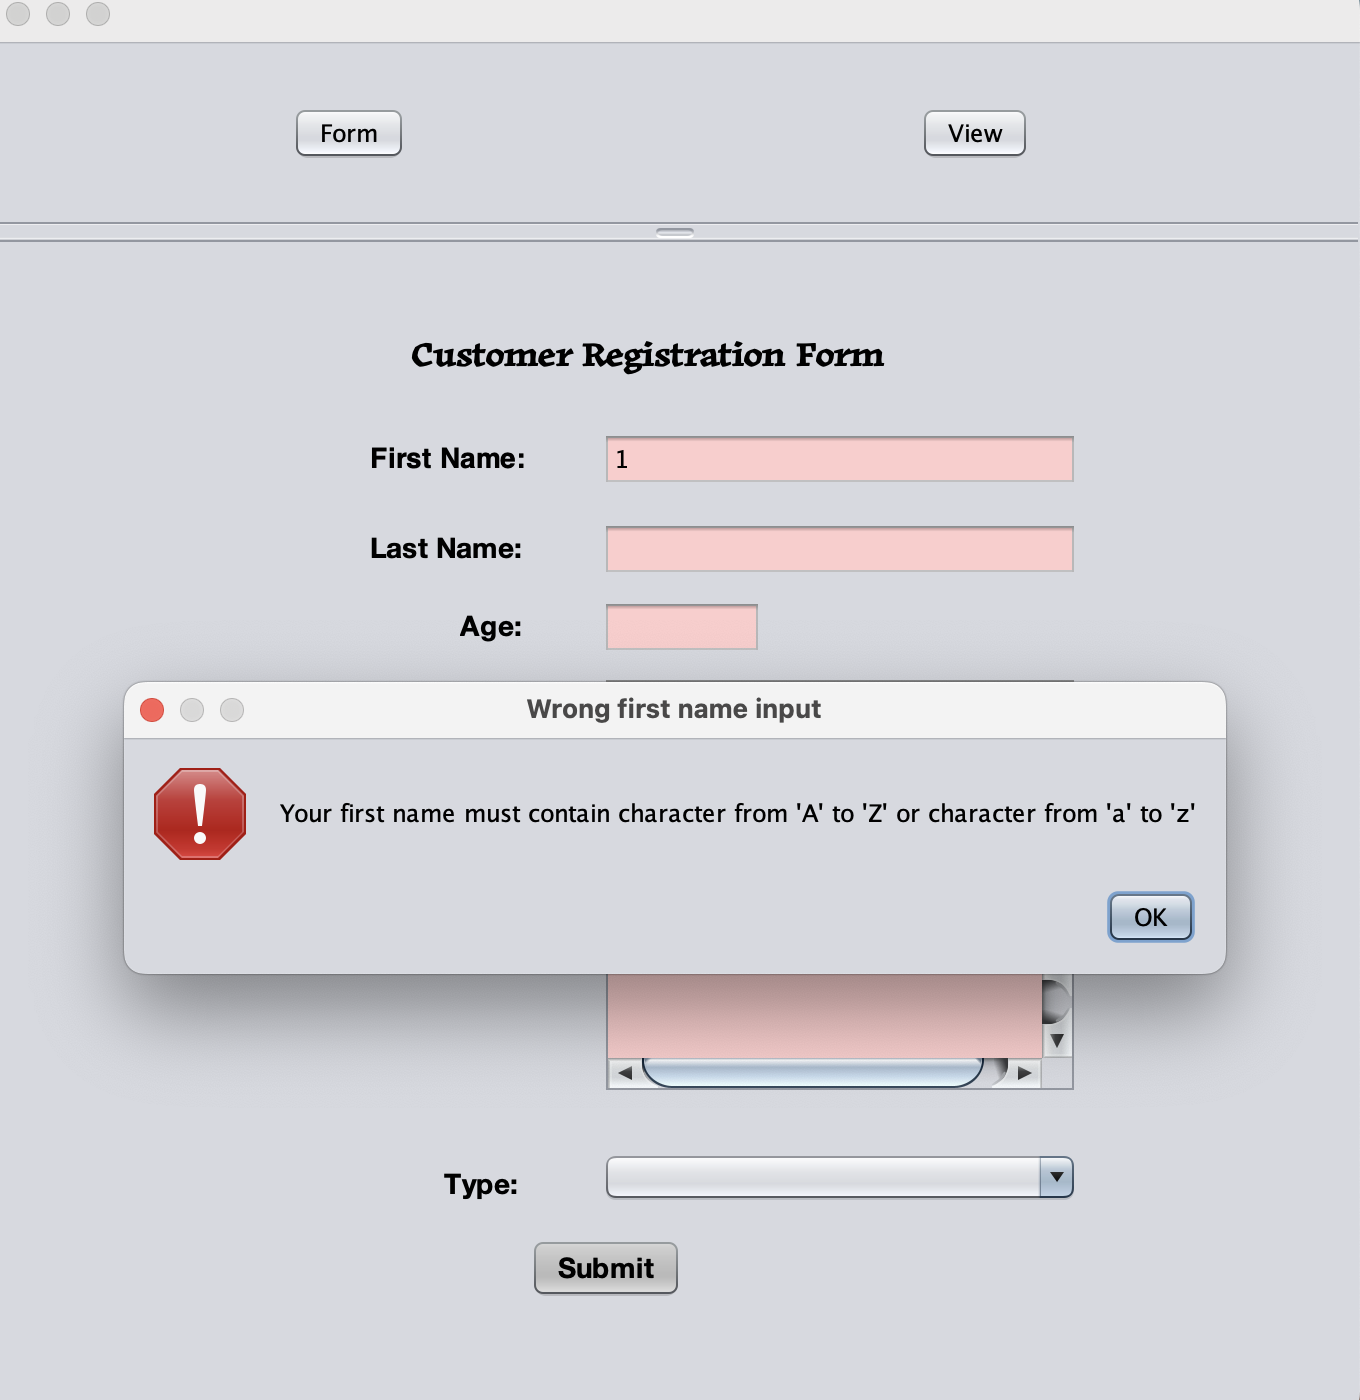 Form
View
Customer Registration Form
First Name:
1
Last Name:
Age:
Wrong first name input
Your first name must contain character from 'A' to 'Z' or character from 'a' to 'z'
OK
Type:
Submit